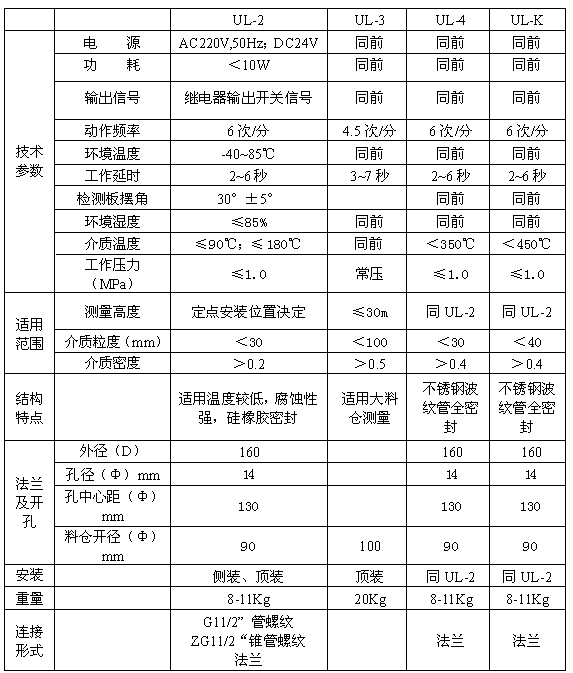 UL-2 UL-3 UL-4 UL-K
技术参数 电 源 AC220V,50Hz；DC24V 同前 同前 同前
功 耗 ＜10W 同前 同前 同前
输出信号 继电器输出开关信号 同前 同前 同前
动作频率 6次/分 4.5次/分 6次/分 6次/分
环境温度 -40~85℃ 同前 同前 同前
工作延时 2~6秒 3~7秒 2~6秒 2~6秒
检测板摆角 30°±5° 同前 同前
环境湿度 ≤85% 同前 同前 同前
介质温度 ≤90℃；≤180℃ 同前 ＜350℃ ＜450℃
工作压力（MPa） ≤1.0 常压 ≤1.0 ≤1.0
适用范围 测量高度 定点安装位置决定 ≤30m 同UL-2 同UL-2
介质粒度（mm） ＜30 ＜100 ＜30 ＜40
介质密度 ＞0.2 ＞0.5 ＞0.4 ＞0.4
结构特点 适用温度较低，腐蚀性强，硅橡胶密封 适用大料仓测量 不锈钢波纹管全密封 不锈钢波纹管全密封
法兰及开孔 外径（D） 160 160 160
孔径（Φ）mm 14 14 14
孔中心距（Φ）mm 130 130 130
料仓开径（Φ）mm 90 100 90 90
安装 侧装、顶装 顶装 同UL-2 同UL-2
重量 8-11Kg 20Kg 8-11Kg 8-11Kg
连接形式 G11/2”管螺纹
ZG11/2“锥管螺纹
法兰 法兰 法兰